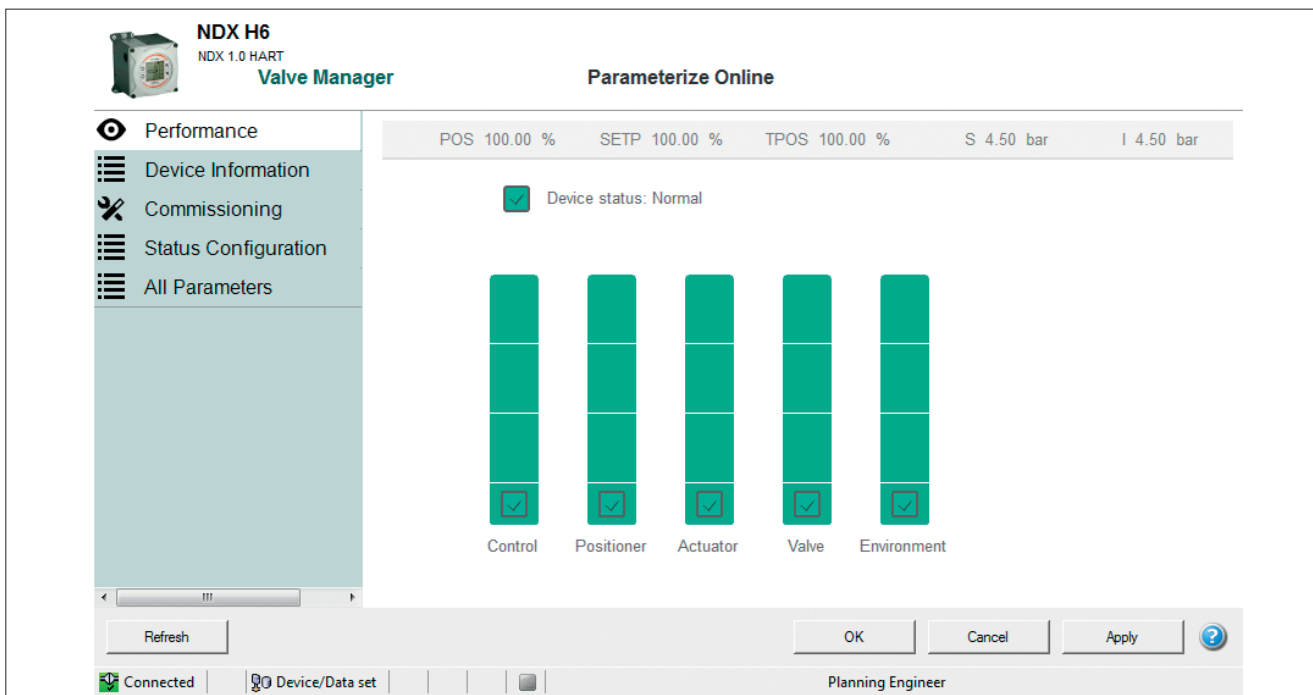 NDX H6
NDX 1.0 HART
Valve Manager Parameterize Online
Performance
Device Information
Commissioning
Status Configuration
All Parameters
POS 100.00 % SETP 100.00 % TPOS 100.00 % S 4.50 bar I 4.50 bar
Device status: Normal
Control Positioner Actuator Valve Environment
Refresh OK Cancel Apply
Connected Device/Data set Planning Engineer